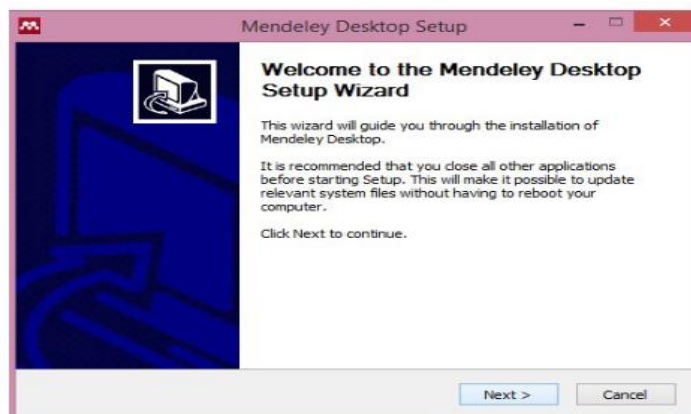 Mendeley Desktop Setup
Welcome to the Mendeley Desktop
Setup Wizard
This wizard will guide you through the installation of
Mendeley Desktop.
It is recommended that you close all other applications
before starting Setup. This will make it possible to update
relevant system files without having to reboot your
computer.
Click Next to continue.
Next >
Cancel